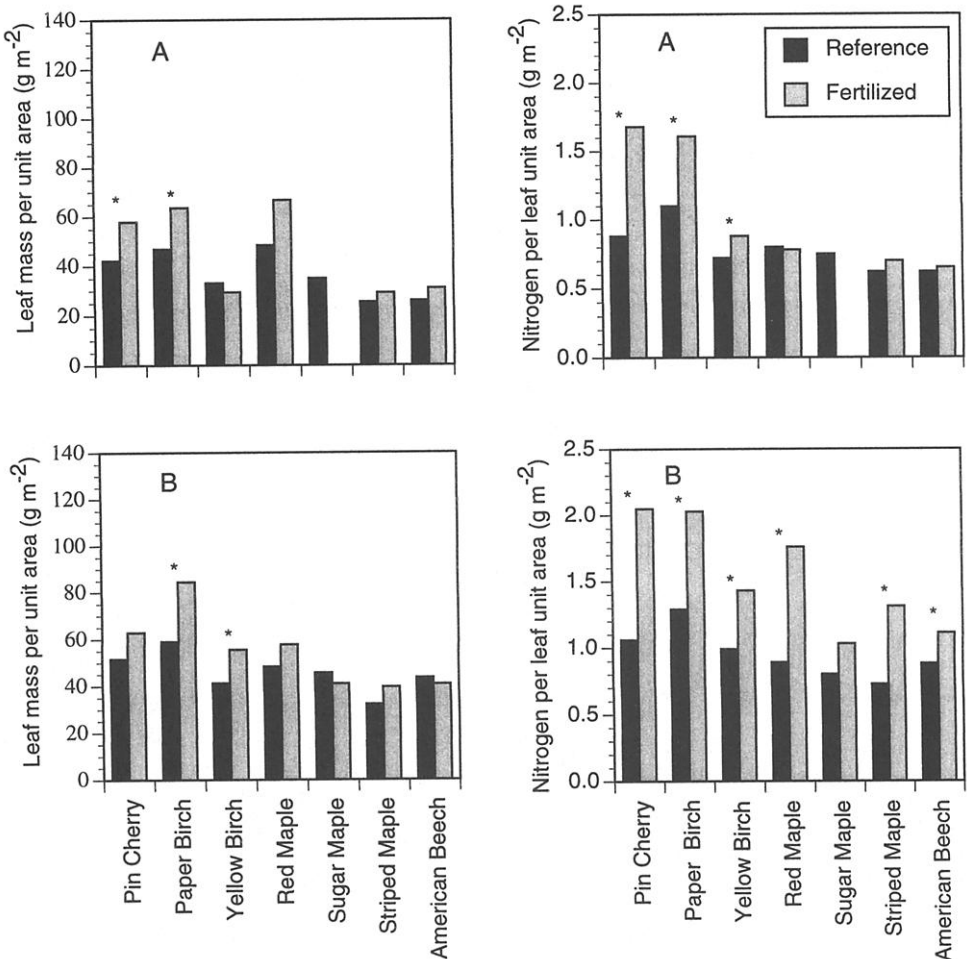 Leaf mass per unit area (g m-2)
140
120
100
80
60
40
20
0
A
*
*
Nitrogen per leaf unit area (g m-2)
2.5
2.0
1.5
1.0
0.5
0.0
A
*
*
*
Reference
Fertilized
Leaf mass per unit area (g m-2)
140
120
100
80
60
40
20
0
B
*
*
Pin Cherry
Paper Birch
Yellow Birch
Red Maple
Sugar Maple
Striped Maple
American Beech
Nitrogen per leaf unit area (g m-2)
2.5
2.0
1.5
1.0
0.5
0.0
B
*
*
*
*
*
*
Pin Cherry
Paper Birch
Yellow Birch
Red Maple
Sugar Maple
Striped Maple
American Beech